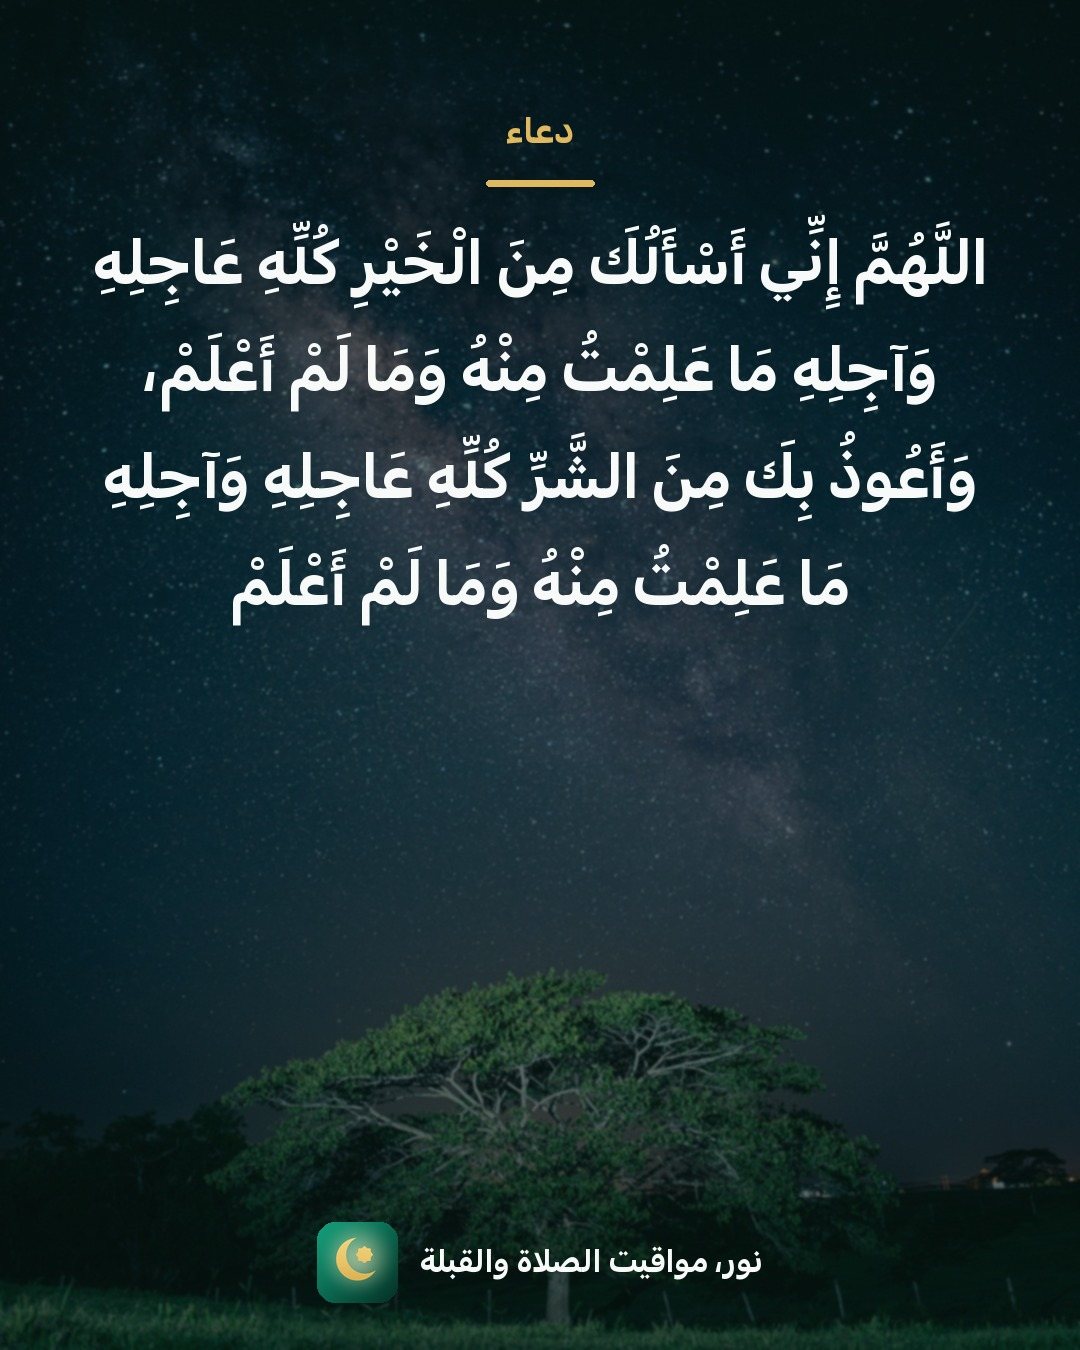 دعاء
اللَّهُمَّ إِنِّي أَسْأَلُكَ مِنَ الْخَيْرِ كُلِّهِ عَاجِلِهِ
وَآجِلِهِ مَا عَلِمْتُ مِنْهُ وَمَا لَمْ أَعْلَمْ،
وَأَعُوذُ بِكَ مِنَ الشَّرِّ كُلِّهِ عَاجِلِهِ وَآجِلِهِ
مَا عَلِمْتُ مِنْهُ وَمَا لَمْ أَعْلَمْ
نور، مواقيت الصلاة والقبلة